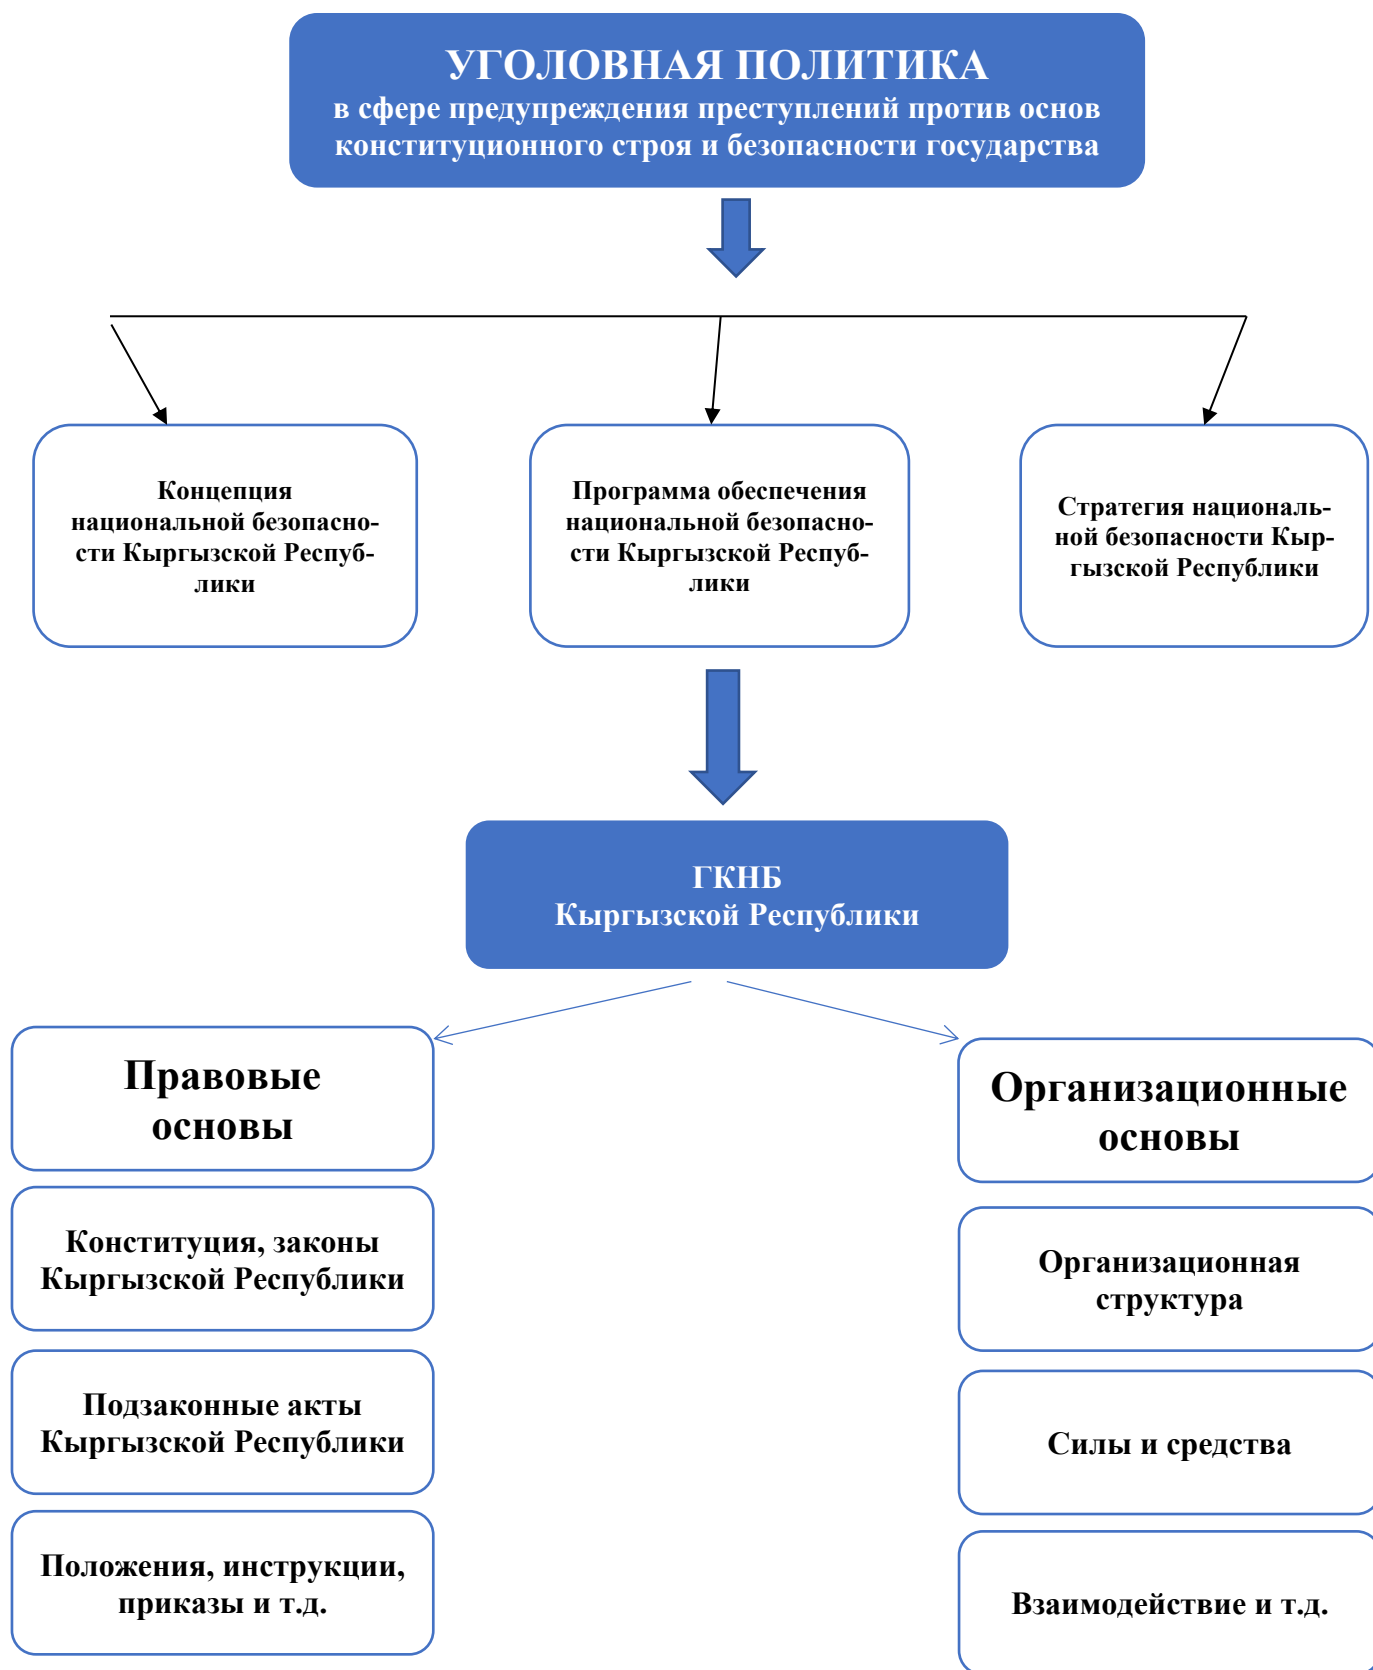 УГОЛОВНАЯ ПОЛИТИКА
в сфере предупреждения преступлений против основ
конституционного строя и безопасности государства
Концепция
национальной безопасно-
сти Кыргызской Респуб-
лики
Программа обеспечения
национальной безопасно-
сти Кыргызской Респуб-
лики
Стратегия националь-
ной безопасности Кыр-
гызской Республики
ГКНБ
Кыргызской Республики
Правовые
основы
Конституция, законы
Кыргызской Республики
Подзаконные акты
Кыргызской Республики
Положения, инструкции,
приказы и т.д.
Организационные
основы
Организационная
структура
Силы и средства
Взаимодействие и т.д.